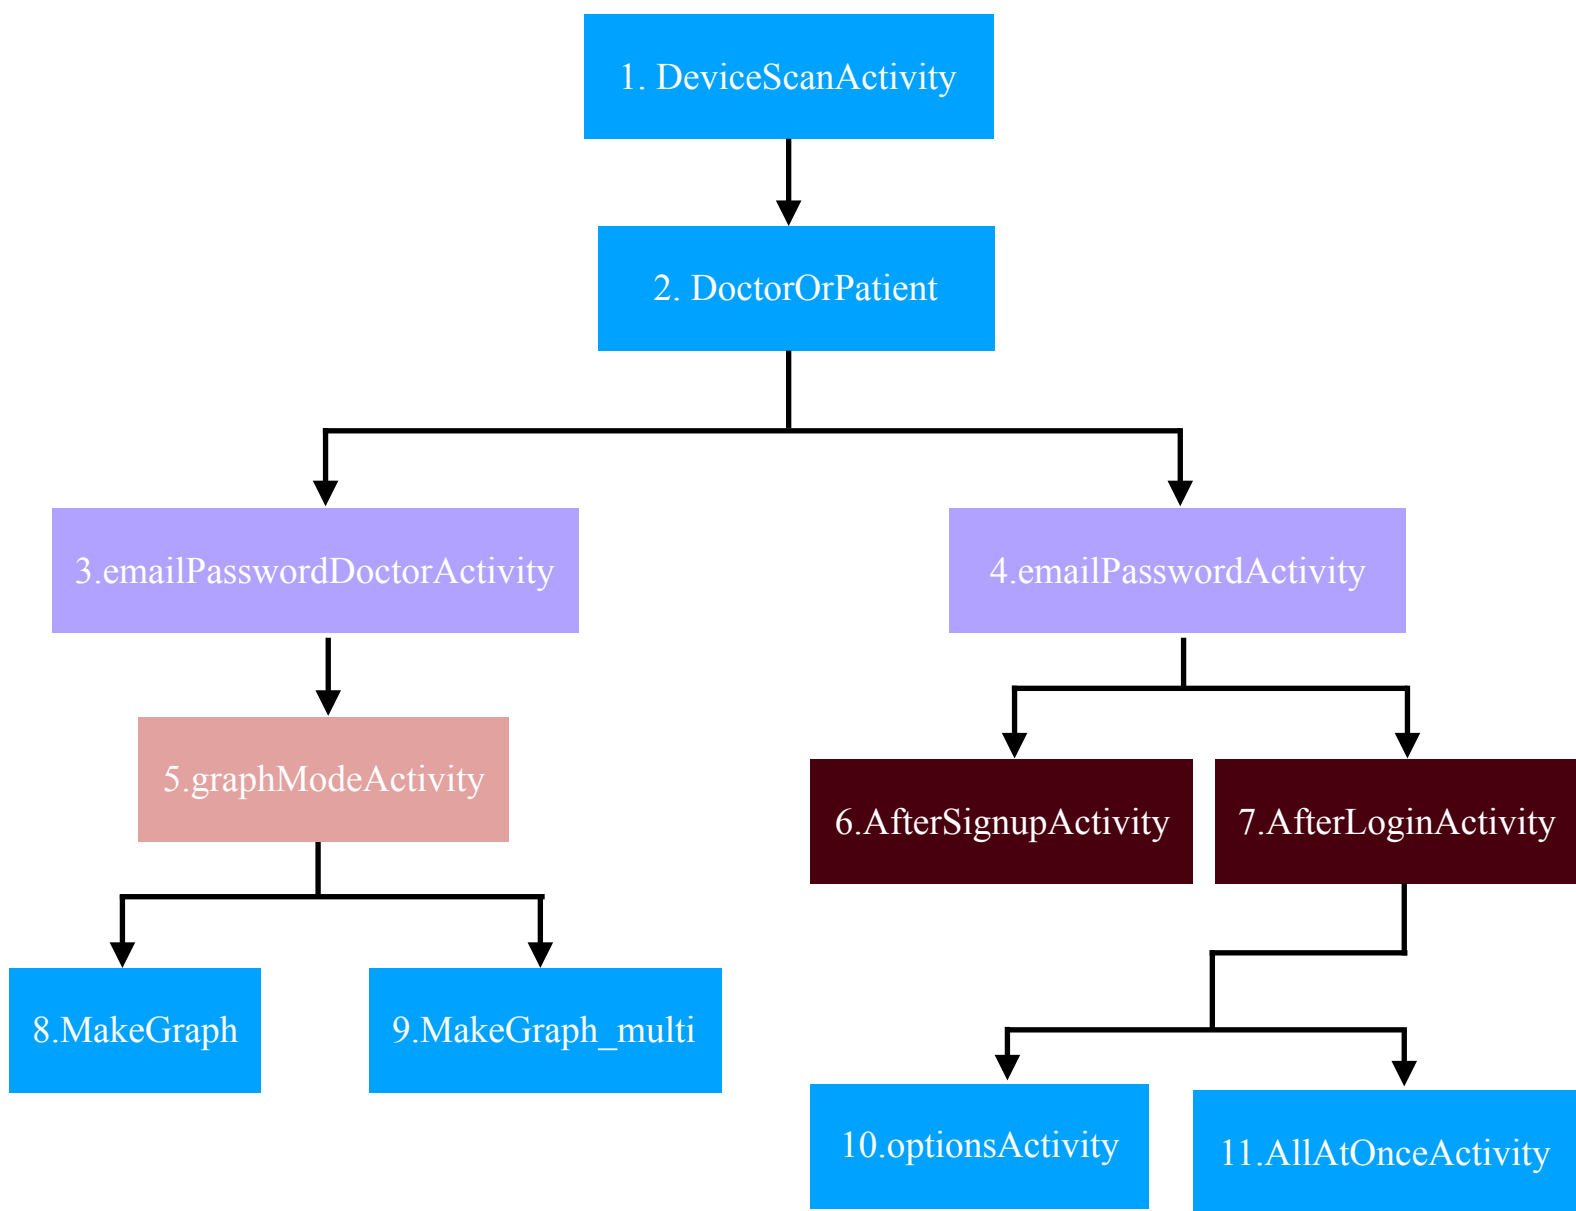 1. DeviceScanActivity
2. DoctorOrPatient
3.emailPasswordDoctorActivity
4.emailPasswordActivity
5.graphModeActivity
6.AfterSignupActivity
7.AfterLoginActivity
8.MakeGraph
9.MakeGraph_multi
10.optionsActivity
11.AllAtOnceActivity